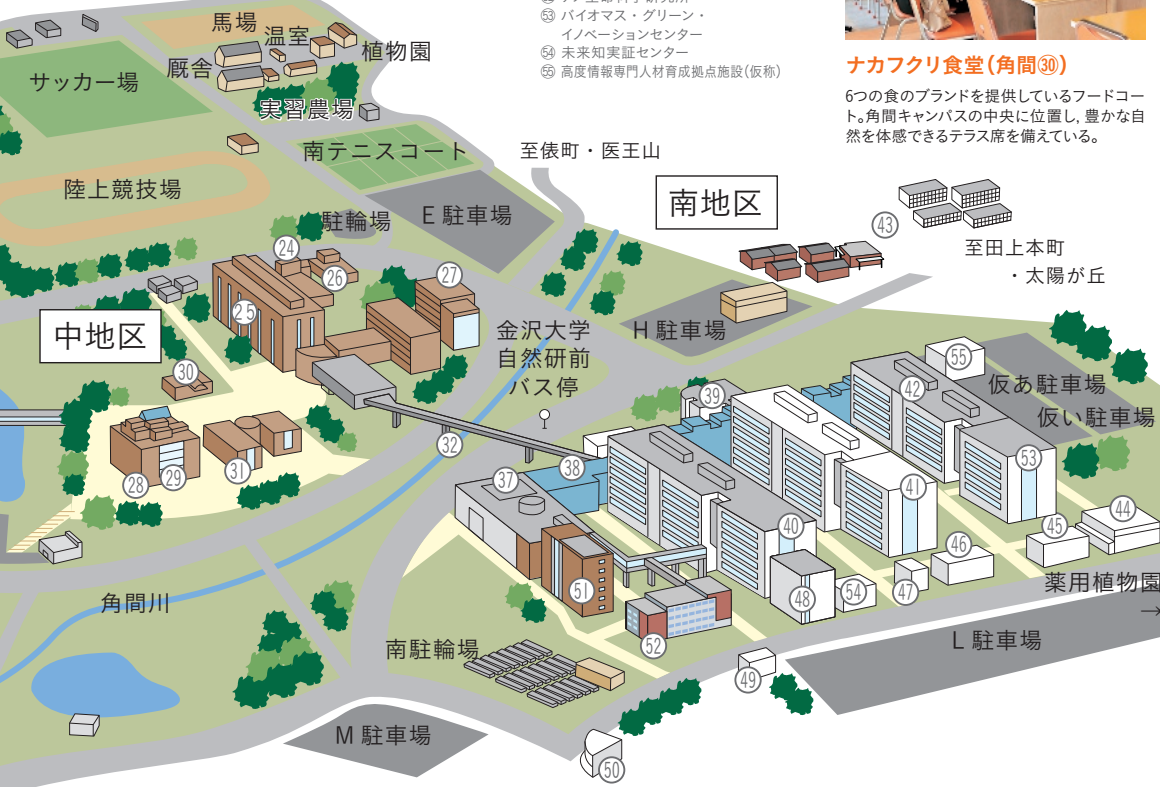 ㊾ バイオマス・グリーン・
イノベーションセンター
㊴ 未来知実証センター
㊵ 高度情報専門人材育成拠点施設(仮称)
ナカフクリ食堂(角間㉚)
6つの食のブランドを提供しているフードコー
ト。角間キャンパスの中央に位置し, 豊かな自
然を体感できるテラス席を備えている。
馬場
温室
植物園
厩舎
サッカー場
実習農場
南テニスコート
至俵町・医王山
陸上競技場
駐輪場
E 駐車場
南地区
㊸
至田上本町
・太陽が丘
㉔
㉖
㉗
㉕
中地区
金沢大学
自然研前
バス停
H 駐車場
㉚
㊴
㊷
55
仮あ駐車場
仮い駐車場
㉜
㉘
㉙
㉛
㊲
㊳
㊶
53
㊵
㊹
㊺
㊻
㊼
㊽
51
54
52
薬用植物園
→
角間川
南駐輪場
L 駐車場
㊾
M 駐車場
㊿